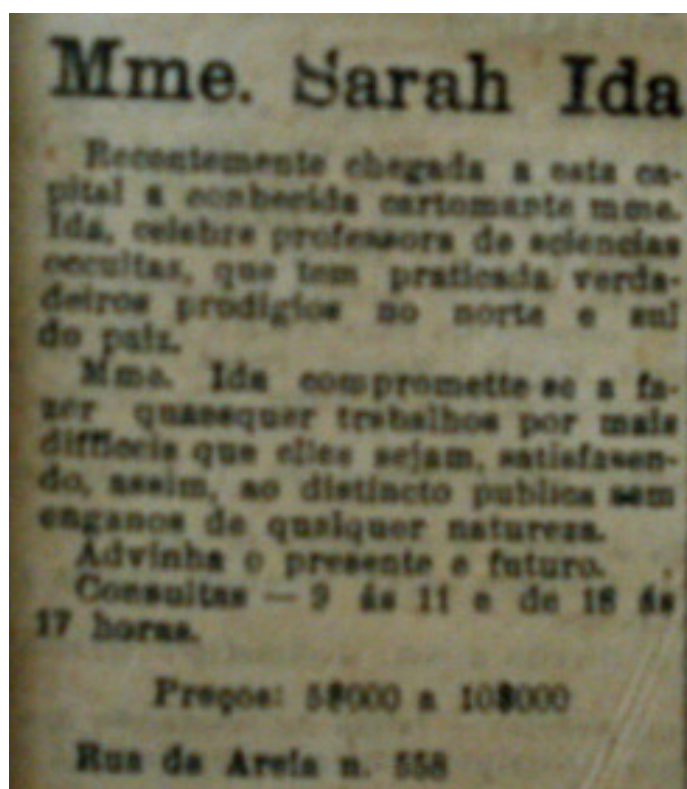 Mme. Sarah Ida
Recentemente chegada a esta ca-
pital a conhecida cartomante mme.
Ida, celebre professora de sciencias
occultas, que tem praticada verda-
deiros prodigios no norte e sul
do paiz.
Mme. Ida compromette-se a fa-
zer quaesquer trabalhos por mais
difficeis que elles sejam, satisfazen-
do, assim, ao distincto publico sem
enganos de qualquer natureza.
Advinha o presente e futuro.
Consultas — 9 ás 11 e de ás
17 horas.
Preços: 5$000 a 10$000
Rua da Areia n. 558